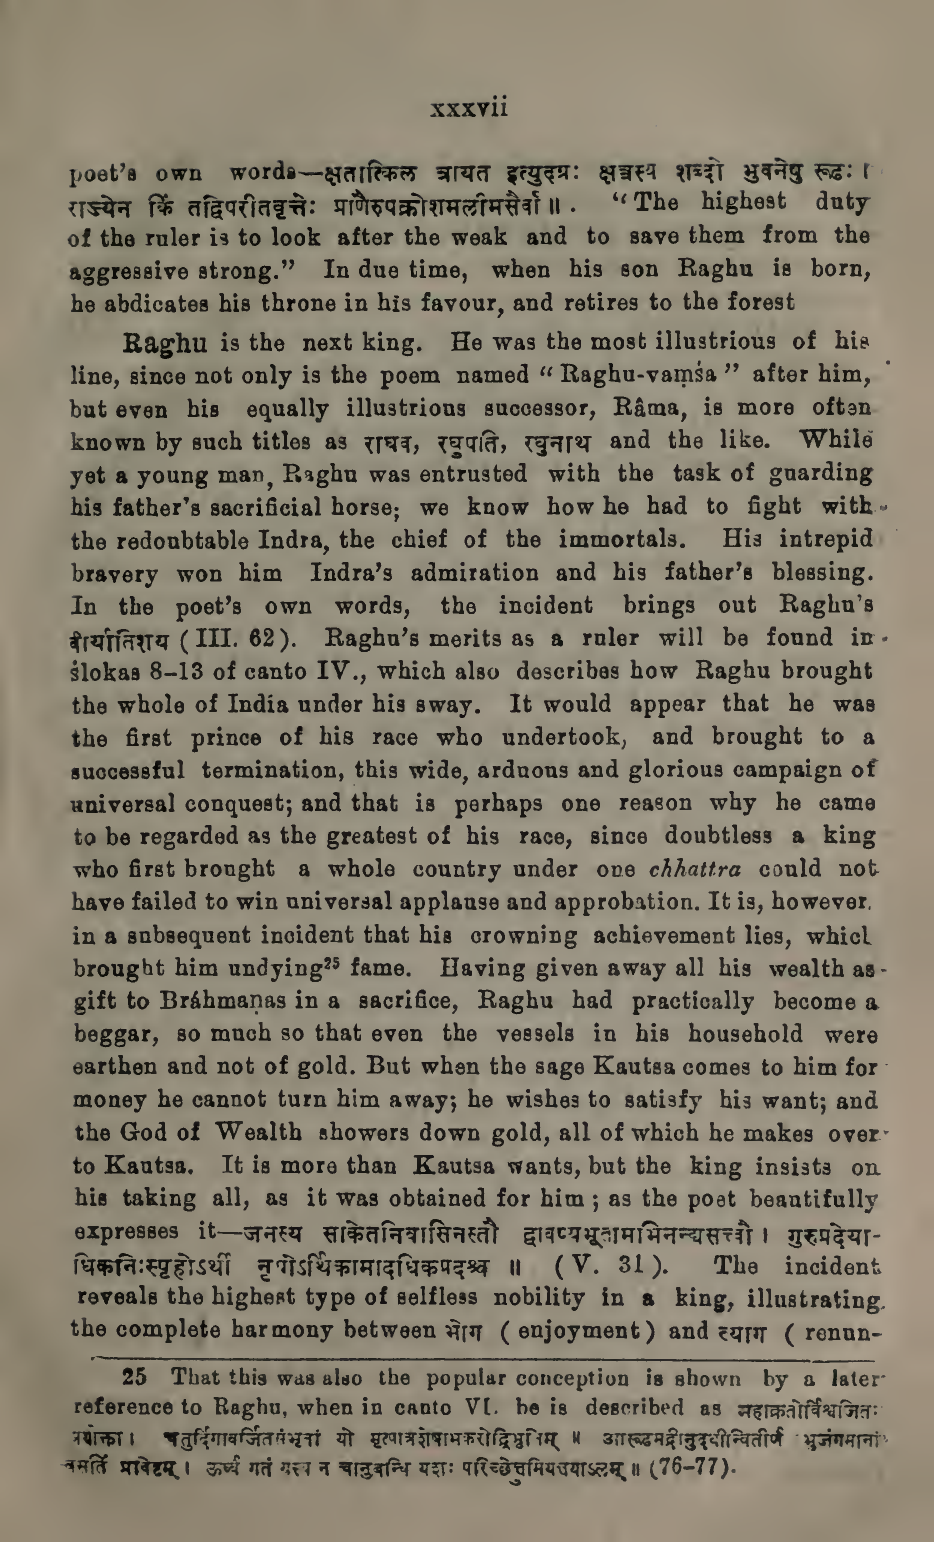 xxxvii
poet's own words—क्षतात्किल त्रायत इत्युदग्रः क्षत्त्रस्य शब्दो भुवनेषु रूढः ।
राज्येन किं तद्विपरीतवृत्तेः प्राणैरुपक्रोशमलीमसैर्वा ॥ . “The highest duty
of the ruler is to look after the weak and to save them from the
aggressive strong.” In due time, when his son Raghu is born,
he abdicates his throne in his favour, and retires to the forest
Raghu is the next king. He was the most illustrious of his
line, since not only is the poem named “Raghu-vaṃśa” after him,
but even his equally illustrious successor, Râma, is more often
known by such titles as राघव, रघुपति, रघुनाथ and the like. While
yet a young man, Raghu was entrusted with the task of guarding
his father's sacrificial horse; we know how he had to fight with
the redoubtable Indra, the chief of the immortals. His intrepid
bravery won him Indra's admiration and his father's blessing.
In the poet's own words, the incident brings out Raghu's
वीर्यातिशय ( III. 62 ). Raghu's merits as a ruler will be found in
ślokas 8–13 of canto IV., which also describes how Raghu brought
the whole of India under his sway. It would appear that he was
the first prince of his race who undertook, and brought to a
successful termination, this wide, arduous and glorious campaign of
universal conquest; and that is perhaps one reason why he came
to be regarded as the greatest of his race, since doubtless a king
who first brought a whole country under one chhattra could not
have failed to win universal applause and approbation. It is, however,
in a subsequent incident that his crowning achievement lies, which
brought him undying25 fame. Having given away all his wealth as
gift to Bráhmaṇas in a sacrifice, Raghu had practically become a
beggar, so much so that even the vessels in his household were
earthen and not of gold. But when the sage Kautsa comes to him for
money he cannot turn him away; he wishes to satisfy his want; and
the God of Wealth showers down gold, all of which he makes over
to Kautsa. It is more than Kautsa wants, but the king insists on
his taking all, as it was obtained for him ; as the poet beautifully
expresses it—जनस्य साकेतनिवासिनस्तौ द्वावप्यभूतामभिनन्द्यसत्त्वौ । गुरुप्रदेया-
धिकनिःस्पृहोऽर्थी नृपोऽर्थिकामादधिकप्रदश्च ॥ ( V. 31 ). The incident
reveals the highest type of selfless nobility in a king, illustrating
the complete harmony between भोग ( enjoyment ) and त्याग ( renun-
25 That this was also the popular conception is shown by a later
reference to Raghu, when in canto VI. he is described as महाक्रतोर्विश्वजितः
प्रयोक्ता । चतुर्दिगावर्जितसंभृतां यो मृत्पात्रशेषामकरोद्विभूतिम् ॥ आरूढमद्रीनुदधीन्वितीर्णं भुजंगमानां
वसतिं प्रविष्टम् । ऊर्ध्वं गतं यस्य न चानुबन्धि यशः परिच्छेत्तुमियत्तयाऽलम् ॥ (76–77).